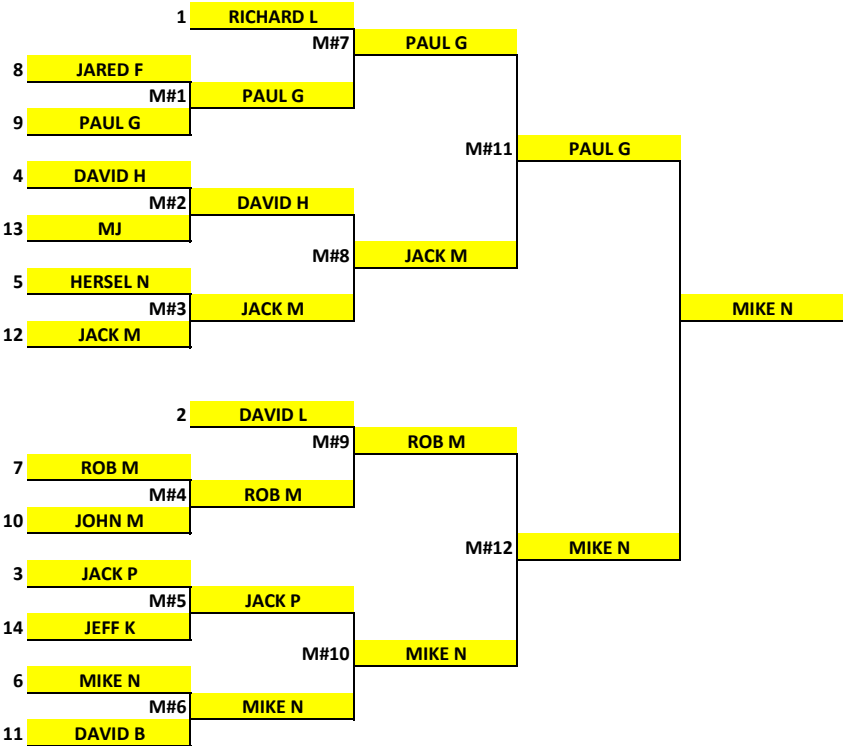 1 RICHARD L
M#7 PAUL G
8 JARED F
M#1 PAUL G
9 PAUL G
M#11 PAUL G
4 DAVID H
M#2 DAVID H
13 MJ
M#8 JACK M
5 HERSEL N
M#3 JACK M
MIKE N
12 JACK M
2 DAVID L
M#9 ROB M
7 ROB M
M#4 ROB M
10 JOHN M
M#12 MIKE N
3 JACK P
M#5 JACK P
14 JEFF K
M#10 MIKE N
6 MIKE N
M#6 MIKE N
11 DAVID B